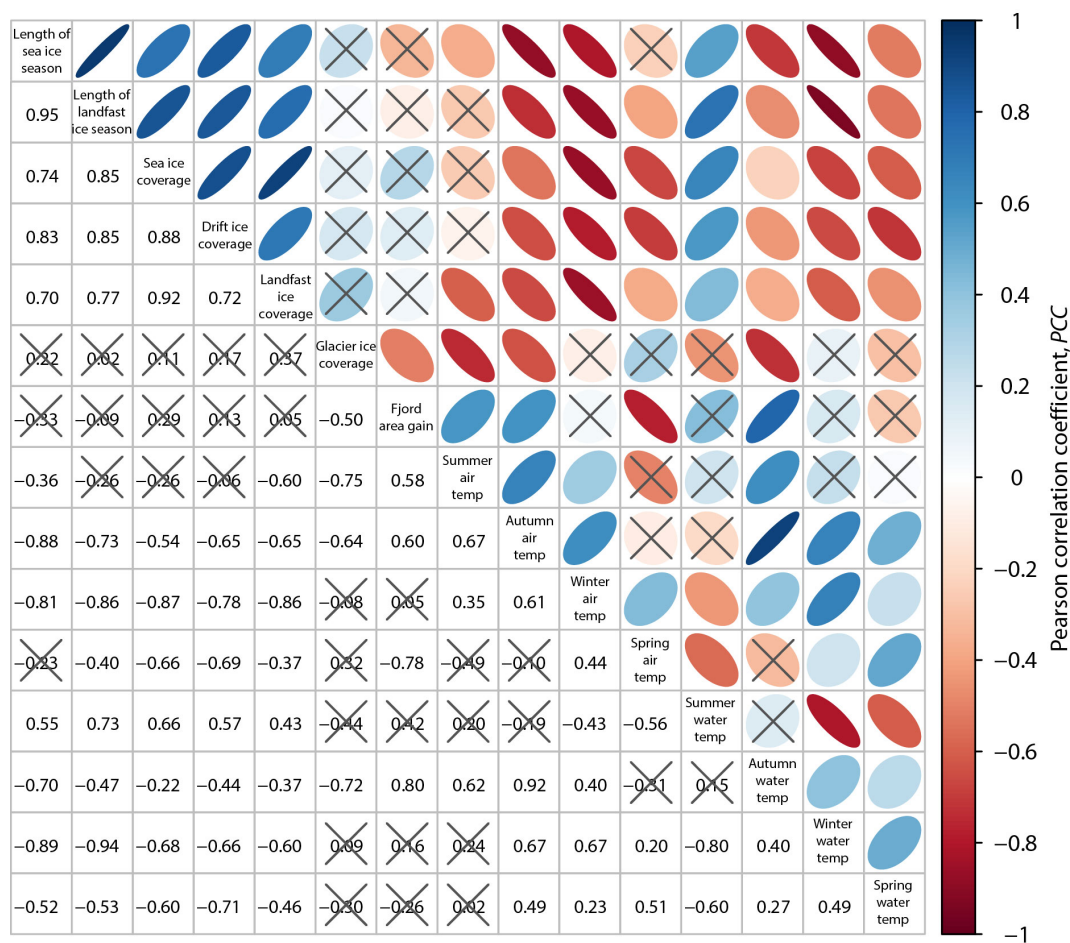 Length of
sea ice
season
0.95
Length of
landfast
ice season
0.74 0.85
Sea ice
coverage
0.83 0.85 0.88
Drift ice
coverage
0.70 0.77 0.92 0.72
Landfast
ice
coverage
0.22 0.02 0.11 0.17 0.37
Glacier ice
coverage
−0.33 −0.09 0.29 0.13 0.05 −0.50
Fjord
area gain
−0.36 −0.26 −0.26 −0.06 −0.60 −0.75 0.58
Summer
air
temp
−0.88 −0.73 −0.54 −0.65 −0.65 −0.64 0.60 0.67
Autumn
air
temp
−0.81 −0.86 −0.87 −0.78 −0.86 −0.08 0.05 0.35 0.61
Winter
air
temp
−0.23 −0.40 −0.66 −0.69 −0.37 0.32 −0.78 −0.49 −0.10 0.44
Spring
air
temp
0.55 0.73 0.66 0.57 0.43 −0.44 0.42 0.20 −0.19 −0.43 −0.56
Summer
water
temp
−0.70 −0.47 −0.22 −0.44 −0.37 −0.72 0.80 0.62 0.92 0.40 −0.31 0.15
Autumn
water
temp
−0.89 −0.94 −0.68 −0.66 −0.60 0.09 0.16 0.24 0.67 0.67 0.20 −0.80 0.40
Winter
water
temp
−0.52 −0.53 −0.60 −0.71 −0.46 −0.30 −0.26 0.02 0.49 0.23 0.51 −0.60 0.27 0.49
Spring
water
temp
1
0.8
0.6
0.4
0.2
0
−0.2
−0.4
−0.6
−0.8
−1
Pearson correlation coefficient, PCC